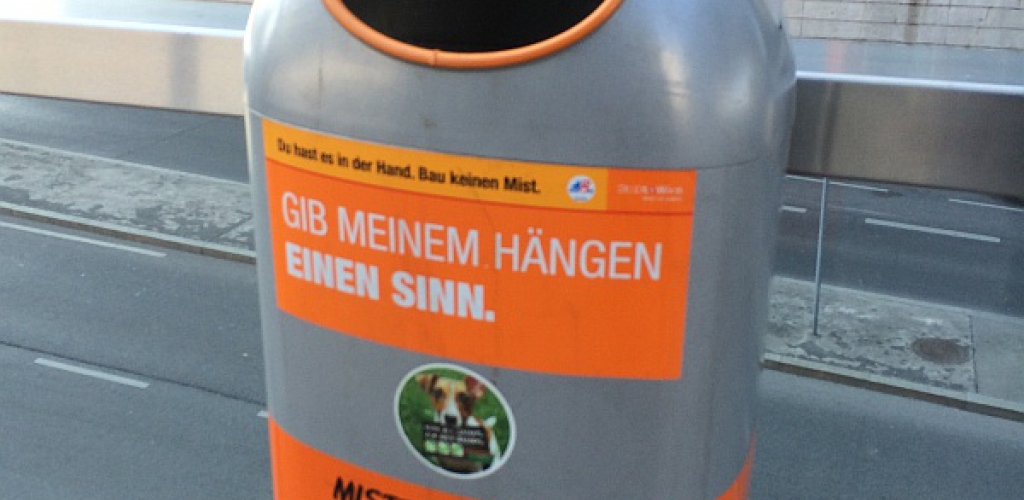 Du hast es in der Hand. Bau keinen Mist.
GIB MEINEM HÄNGEN
EINEN SINN.
MIST